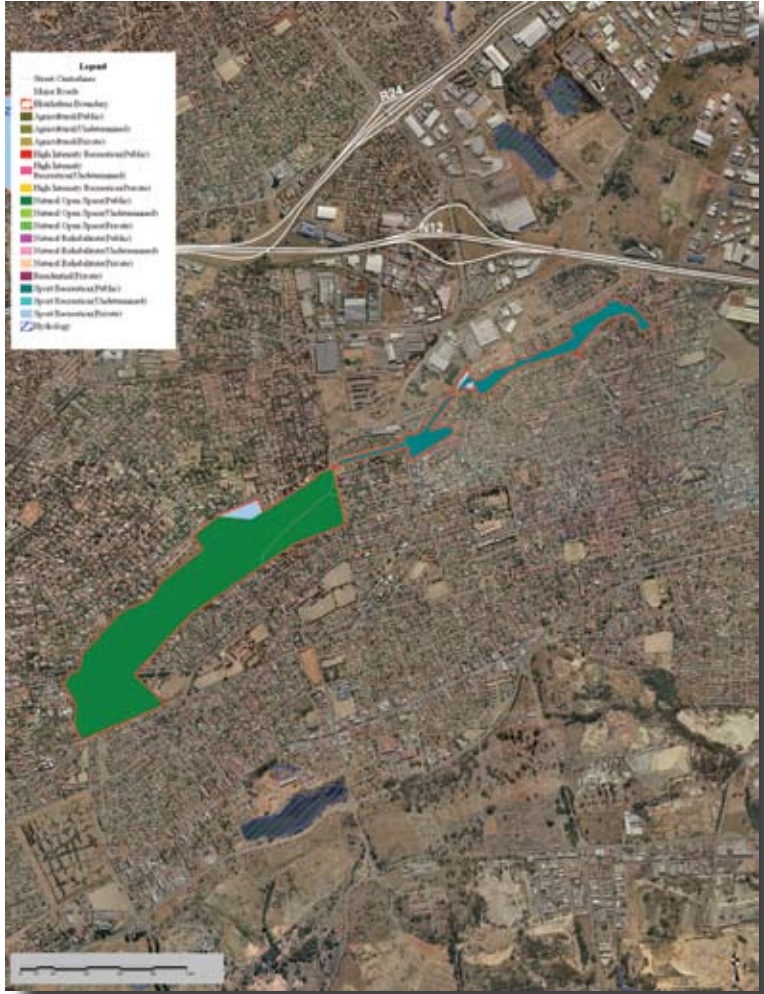 Legend
Street Centrelines
Major Roads
Boundary
Agricultural(Public)
Agricultural(Undetermined)
Agricultural(Private)
High Intensity Recreation(Public)
High Intensity
Recreation(Undetermined)
High Intensity Recreation(Private)
Natural Open Space(Public)
Natural Open Space(Undetermined)
Natural Open Space(Private)
Natural Rehabilitate(Public)
Natural Rehabilitate(Undetermined)
Natural Rehabilitate(Private)
Residential(Private)
Sport Recreation(Public)
Sport Recreation(Undetermined)
Sport Recreation(Private)
Hydrology
R24
N12